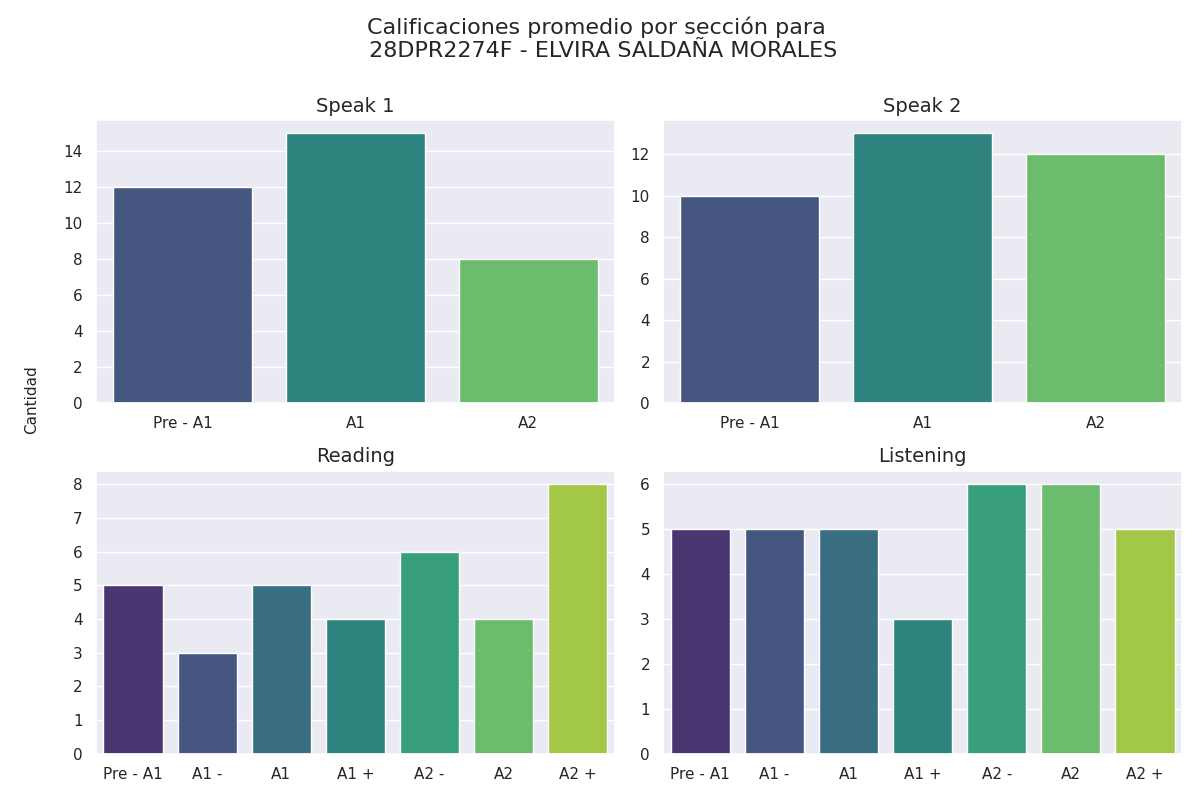 Calificaciones promedio por sección para
28DPR2274F - ELVIRA SALDAÑA MORALES
Cantidad
Speak 1
14
12
10
8
6
4
2
0
Pre - A1 A1 A2
Speak 2
12
10
8
6
4
2
0
Pre - A1 A1 A2
Reading
8
7
6
5
4
3
2
1
0
Pre - A1 A1 - A1 A1 + A2 - A2 A2 +
Listening
6
5
4
3
2
1
0
Pre - A1 A1 - A1 A1 + A2 - A2 A2 +